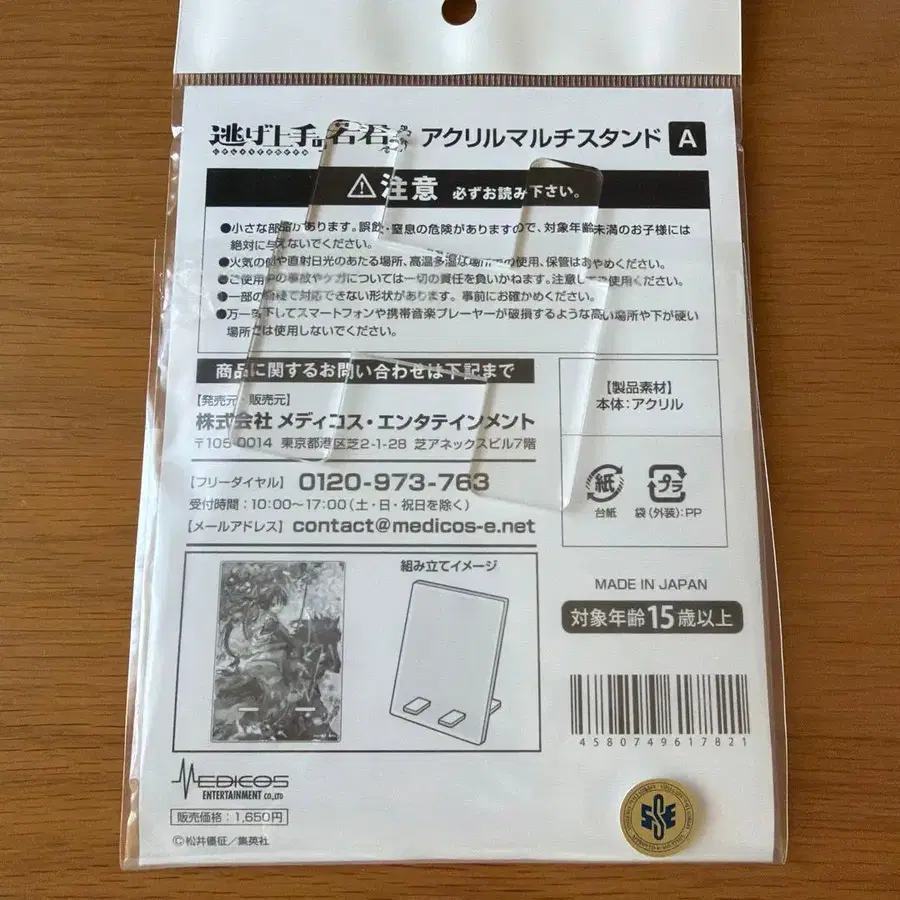 逃げ上手の若君 アクリルマルチスタンド A
注意 必ずお読み下さい。
●小さな部品があります。誤飲・窒息の危険がありますので、対象年齢未満のお子様には
絶対に与えないでください。
●火気の側や直射日光のあたる場所、高温多湿な場所での使用、保管はおやめください。
●ご使用中の事故やケガについては一切の責任を負いかねます。注意してご使用ください。
●一部の機種で対応できない形状があります。事前にお確かめください。
●万一落下してスマートフォンや携帯音楽プレーヤーが破損するような高い場所や下が硬い
場所では使用しないでください。
商品に関するお問い合わせは下記まで
【発売元・販売元】
株式会社 メディコス・エンタテインメント
〒105-0014 東京都港区芝2-1-28 芝アネックスビル7階
【フリーダイヤル】 0120-973-763
受付時間：10:00〜17:00（土・日・祝日を除く）
【メールアドレス】 contact@medicos-e.net
【製品素材】
本体：アクリル
紙
台紙
プラ
袋（外装）：PP
組み立てイメージ
MADE IN JAPAN
対象年齢15歳以上
4580749617821
MEDICOS
ENTERTAINMENT CO.,LTD
販売価格：1,650円
©松井優征／集英社
SSE